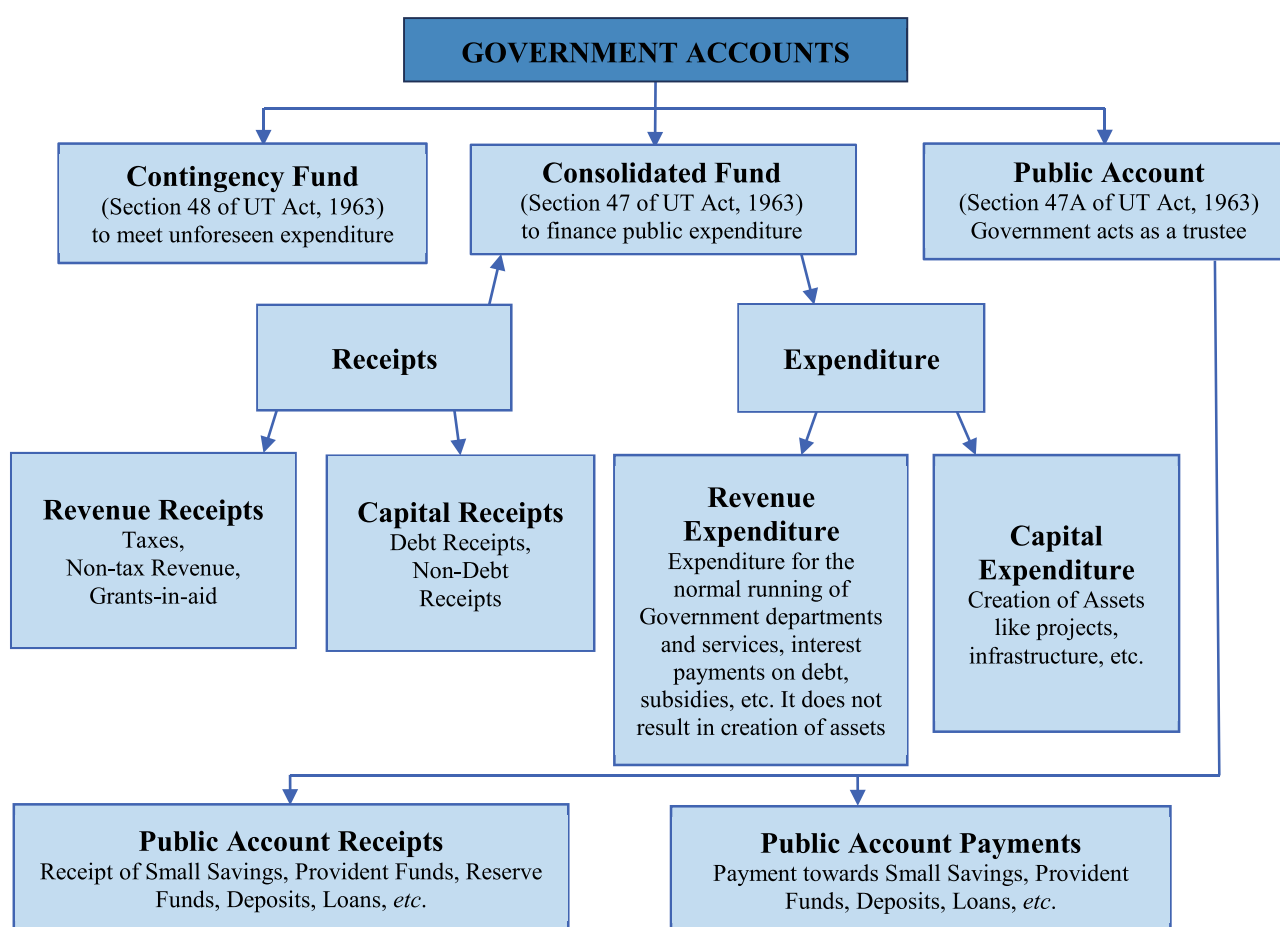 GOVERNMENT ACCOUNTS
Contingency Fund
(Section 48 of UT Act, 1963)
to meet unforeseen expenditure
Consolidated Fund
(Section 47 of UT Act, 1963)
to finance public expenditure
Public Account
(Section 47A of UT Act, 1963)
Government acts as a trustee
Receipts
Expenditure
Revenue Receipts
Taxes,
Non-tax Revenue,
Grants-in-aid
Capital Receipts
Debt Receipts,
Non-Debt
Receipts
Revenue
Expenditure
Expenditure for the
normal running of
Government departments
and services, interest
payments on debt,
subsidies, etc. It does not
result in creation of assets
Capital
Expenditure
Creation of Assets
like projects,
infrastructure, etc.
Public Account Receipts
Receipt of Small Savings, Provident Funds, Reserve
Funds, Deposits, Loans, etc.
Public Account Payments
Payment towards Small Savings, Provident
Funds, Deposits, Loans, etc.